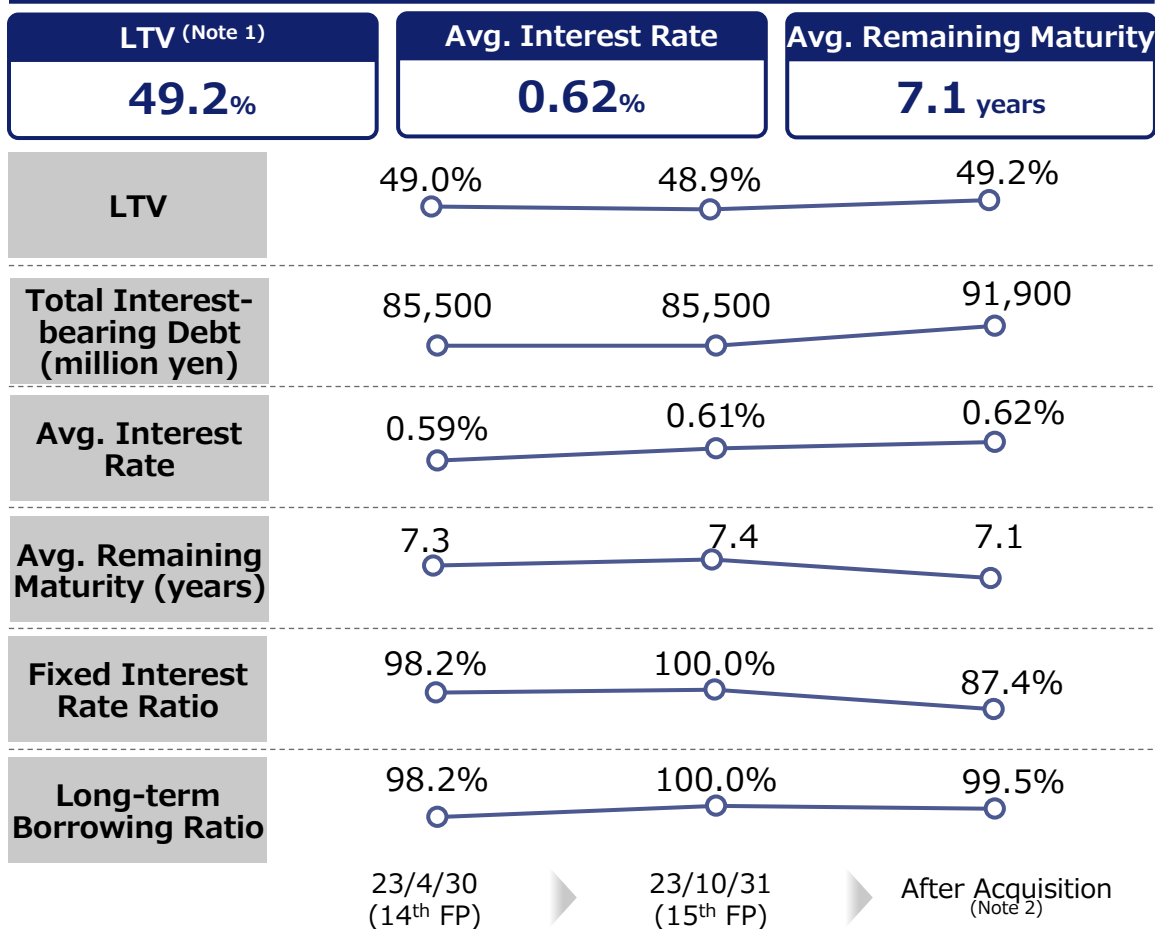 LTV (Note 1)
49.2%
Avg. Interest Rate
0.62%
Avg. Remaining Maturity
7.1 years
LTV
49.0%
48.9%
49.2%
Total Interest-
bearing Debt
(million yen)
85,500
85,500
91,900
Avg. Interest
Rate
0.59%
0.61%
0.62%
Avg. Remaining
Maturity (years)
7.3
7.4
7.1
Fixed Interest
Rate Ratio
98.2%
100.0%
87.4%
Long-term
Borrowing Ratio
98.2%
100.0%
99.5%
23/4/30
(14th FP)
23/10/31
(15th FP)
After Acquisition
(Note 2)